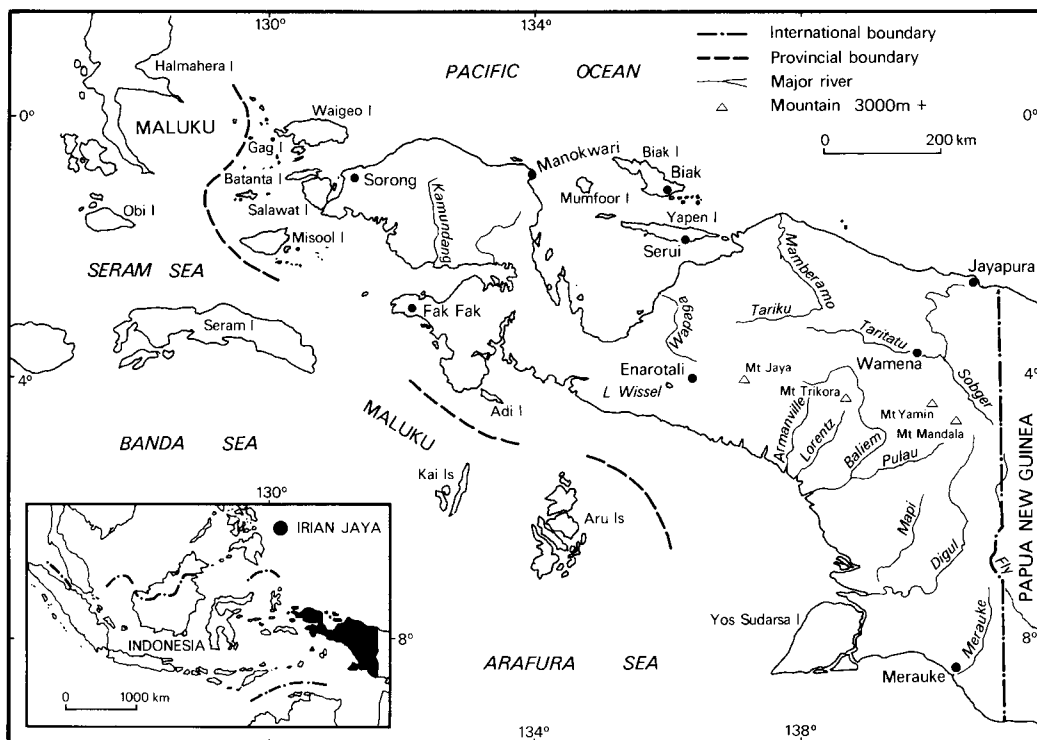 130°
134°
International boundary
Provincial boundary
Major river
Mountain 3000m +
0
200 km
Halmahera I
PACIFIC OCEAN
0°
0°
MALUKU
Waigeo I
Gag I
Batanta I
Sorong
Manokwari
Biak I
Biak
Mumfoor I
Kamundang
Obi I
Salawat I
Misool I
Yapen I
Serui
Mamberamo
SERAM SEA
Jayapura
Fak Fak
Seram I
Wapaga
Tariku
Taritatu
Wamena
Sobger
4°
4°
Enarotali
L Wissel
Mt Jaya
Mt Trikora
Mt Yamin
Mt Mandala
Adi I
MALUKU
Armanville
Lorentz
Baliem
Pulau
BANDA SEA
Kai Is
Aru Is
Mapi
Digul
Fly
PAPUA NEW GUINEA
130°
IRIAN JAYA
INDONESIA
0
1000 km
8°
8°
Yos Sudarsa I
Merauke
Merauke
ARAFURA SEA
134°
138°